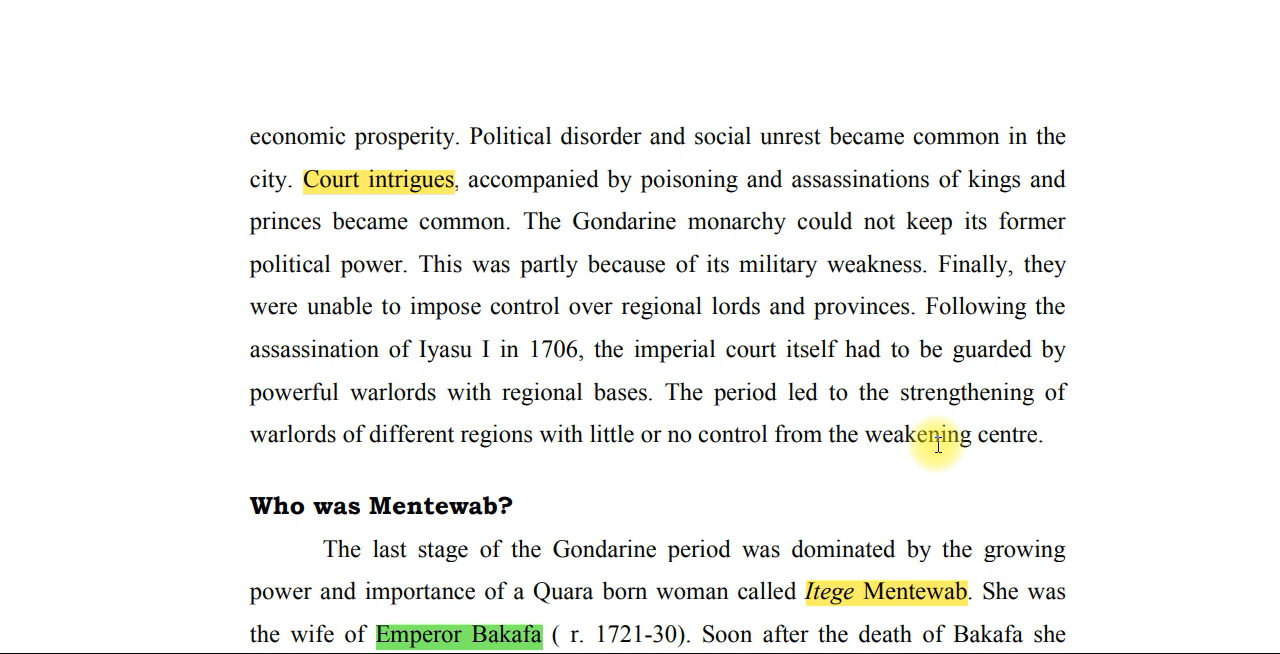 economic prosperity. Political disorder and social unrest became common in the
city. Court intrigues, accompanied by poisoning and assassinations of kings and
princes became common. The Gondarine monarchy could not keep its former
political power. This was partly because of its military weakness. Finally, they
were unable to impose control over regional lords and provinces. Following the
assassination of Iyasu I in 1706, the imperial court itself had to be guarded by
powerful warlords with regional bases. The period led to the strengthening of
warlords of different regions with little or no control from the weakening centre.
Who was Mentewab?
The last stage of the Gondarine period was dominated by the growing
power and importance of a Quara born woman called Itege Mentewab. She was
the wife of Emperor Bakafa ( r. 1721-30). Soon after the death of Bakafa she